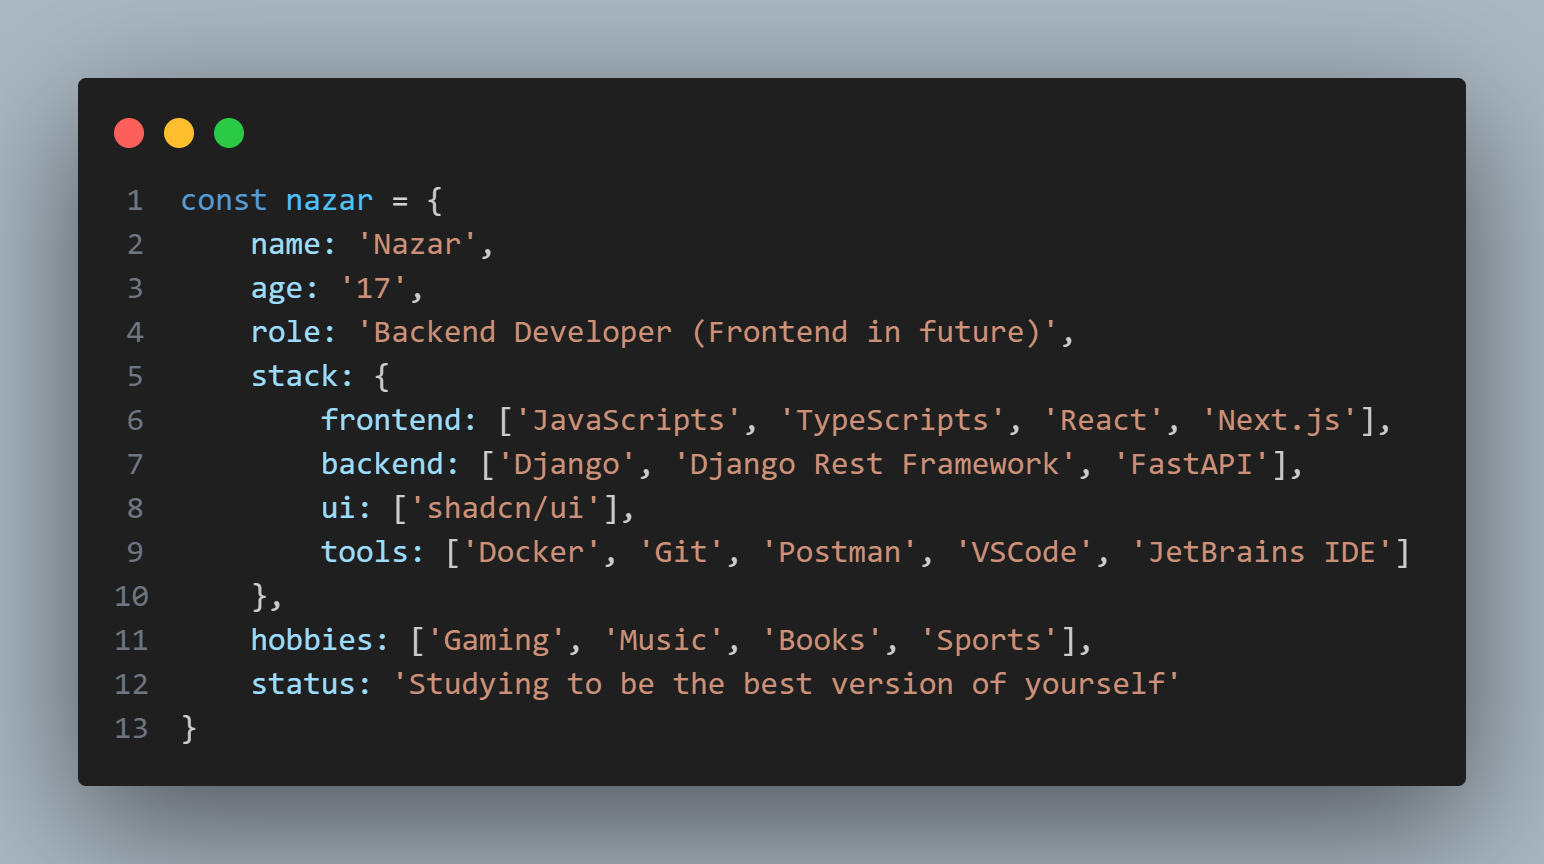 1 const nazar = {
2     name: 'Nazar',
3     age: '17',
4     role: 'Backend Developer (Frontend in future)',
5     stack: {
6         frontend: ['JavaScripts', 'TypeScripts', 'React', 'Next.js'],
7         backend: ['Django', 'Django Rest Framework', 'FastAPI'],
8         ui: ['shadcn/ui'],
9         tools: ['Docker', 'Git', 'Postman', 'VSCode', 'JetBrains IDE']
10     },
11     hobbies: ['Gaming', 'Music', 'Books', 'Sports'],
12     status: 'Studying to be the best version of yourself'
13 }